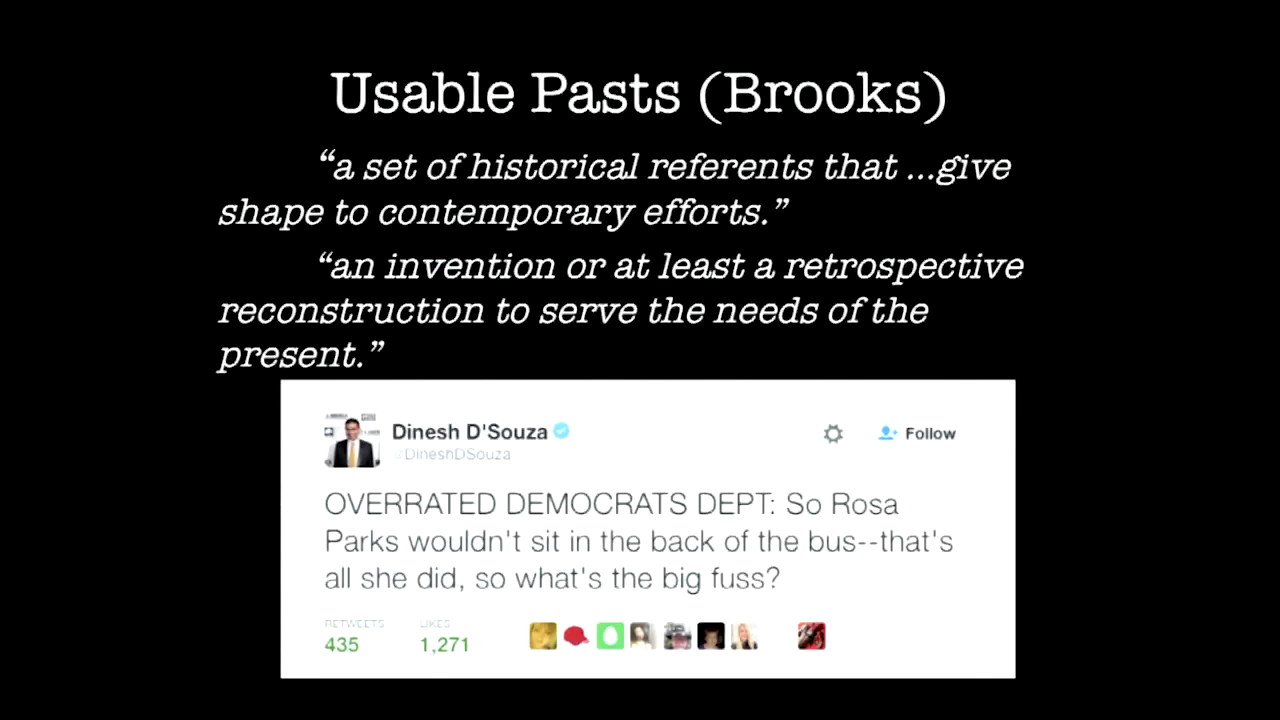 Usable Pasts (Brooks)
“a set of historical referents that ...give
shape to contemporary efforts.”
“an invention or at least a retrospective
reconstruction to serve the needs of the
present.”
Dinesh D'Souza
@DineshDSouza
Follow
OVERRATED DEMOCRATS DEPT: So Rosa
Parks wouldn't sit in the back of the bus--that's
all she did, so what's the big fuss?
RETWEETS LIKES
435 1,271